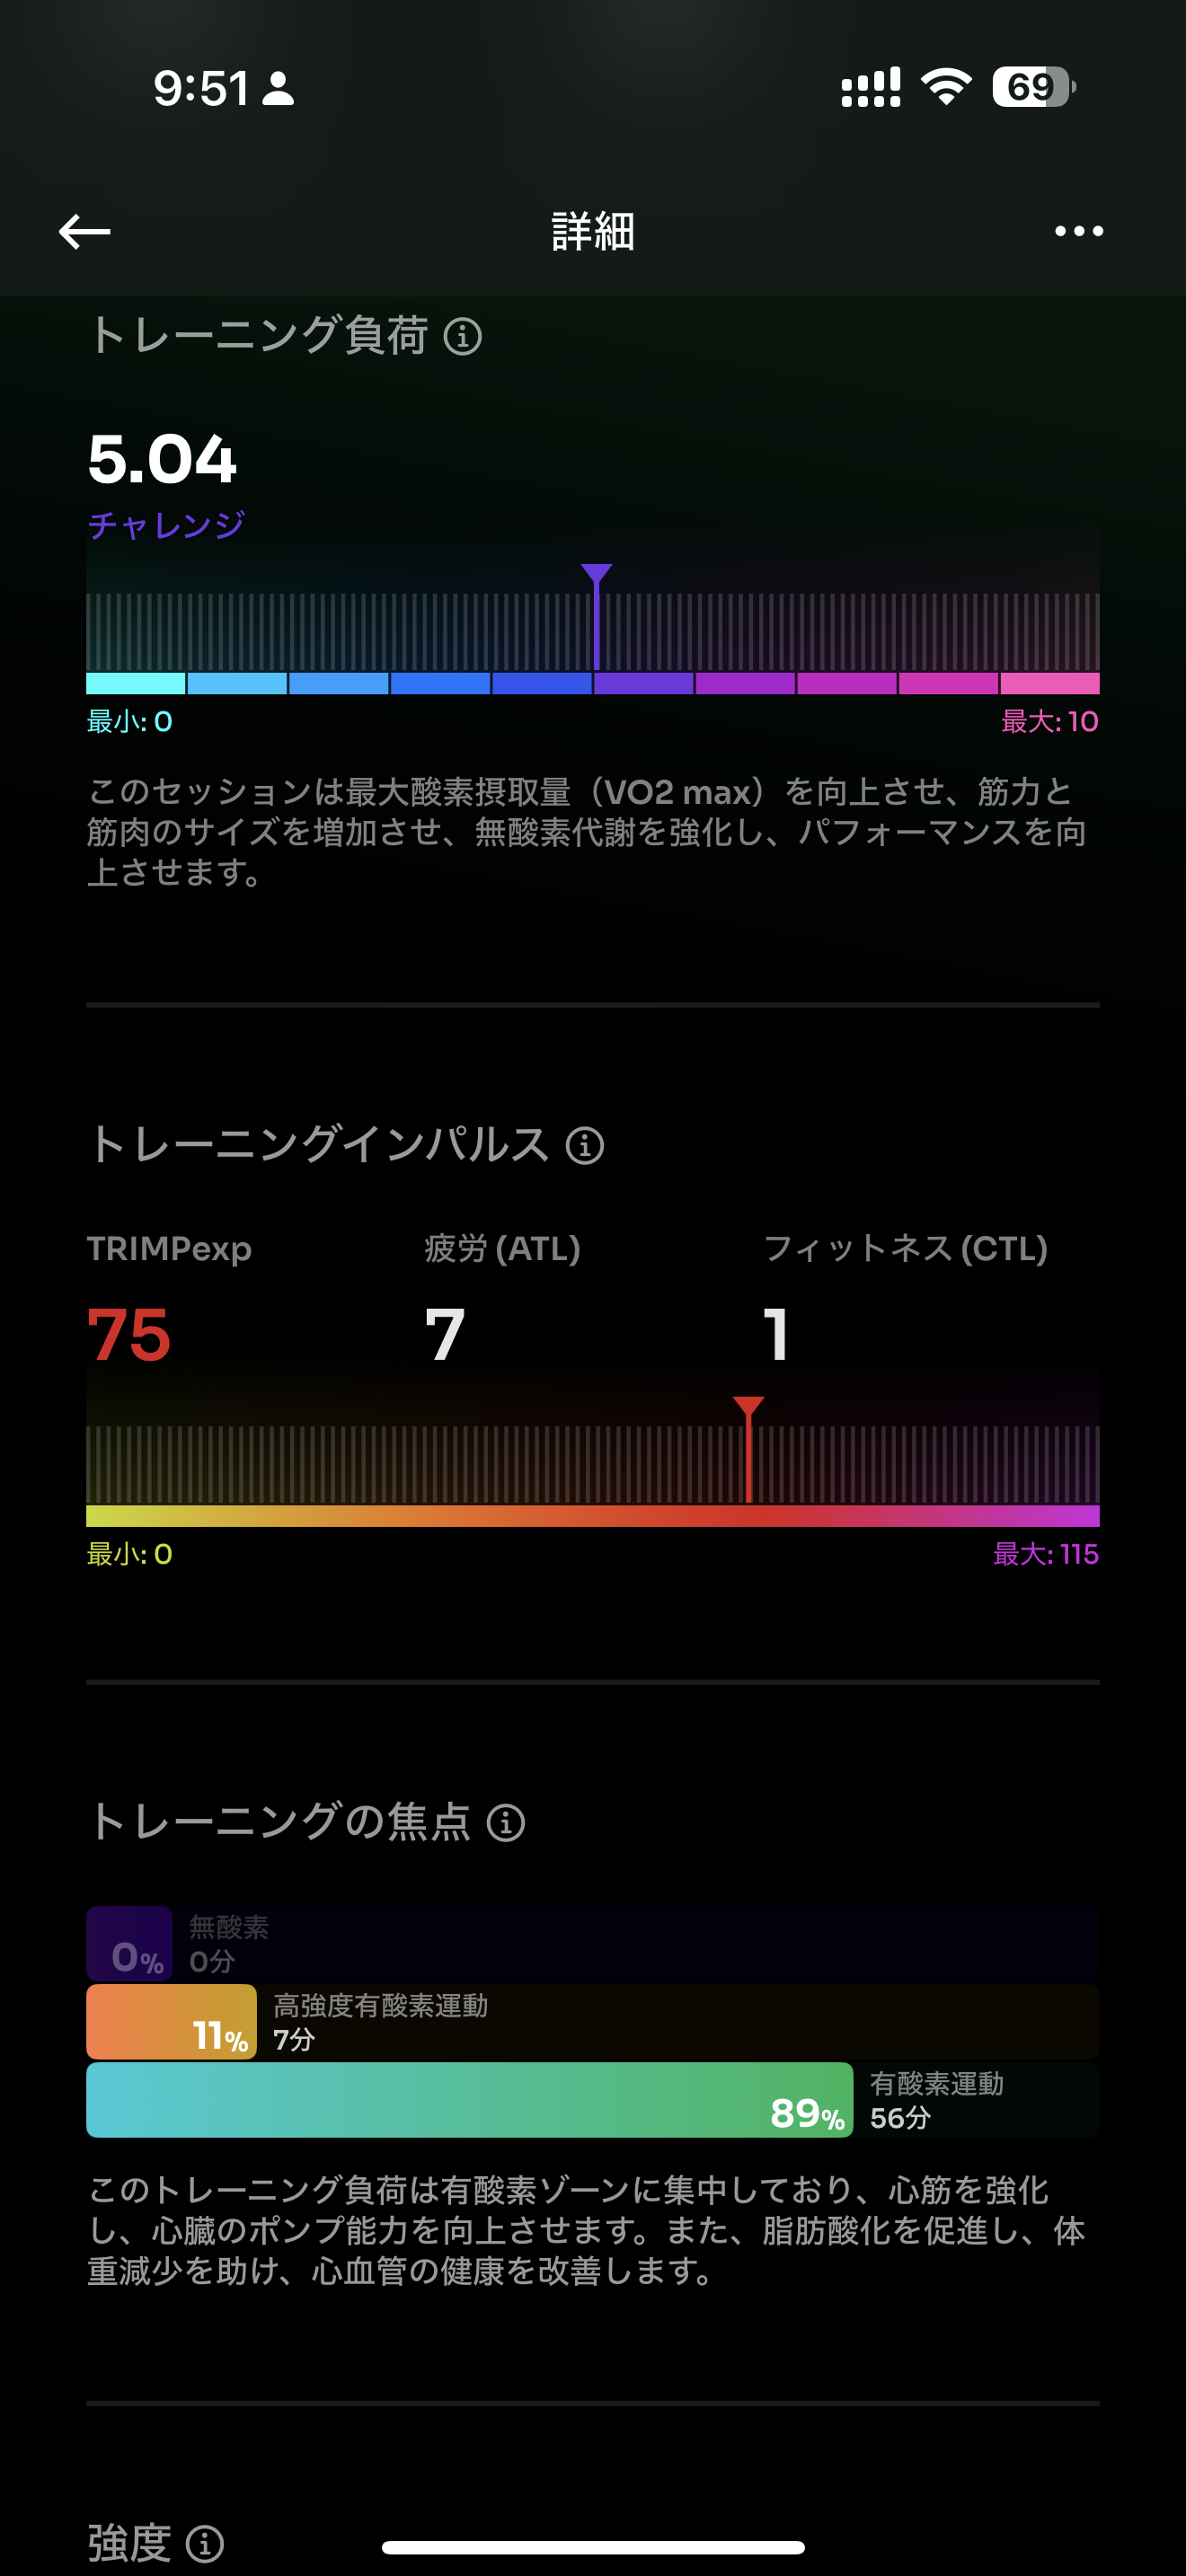 9:51
69
詳細
トレーニング負荷
5.04
チャレンジ
最小: 0
最大: 10
このセッションは最大酸素摂取量（VO2 max）を向上させ、筋力と
筋肉のサイズを増加させ、無酸素代謝を強化し、パフォーマンスを向
上させます。
トレーニングインパルス
TRIMPexp
疲労 (ATL)
フィットネス (CTL)
75
7
1
最小: 0
最大: 115
トレーニングの焦点
0%
無酸素
0分
11%
高強度有酸素運動
7分
89%
有酸素運動
56分
このトレーニング負荷は有酸素ゾーンに集中しており、心筋を強化
し、心臓のポンプ能力を向上させます。また、脂肪酸化を促進し、体
重減少を助け、心血管の健康を改善します。
強度